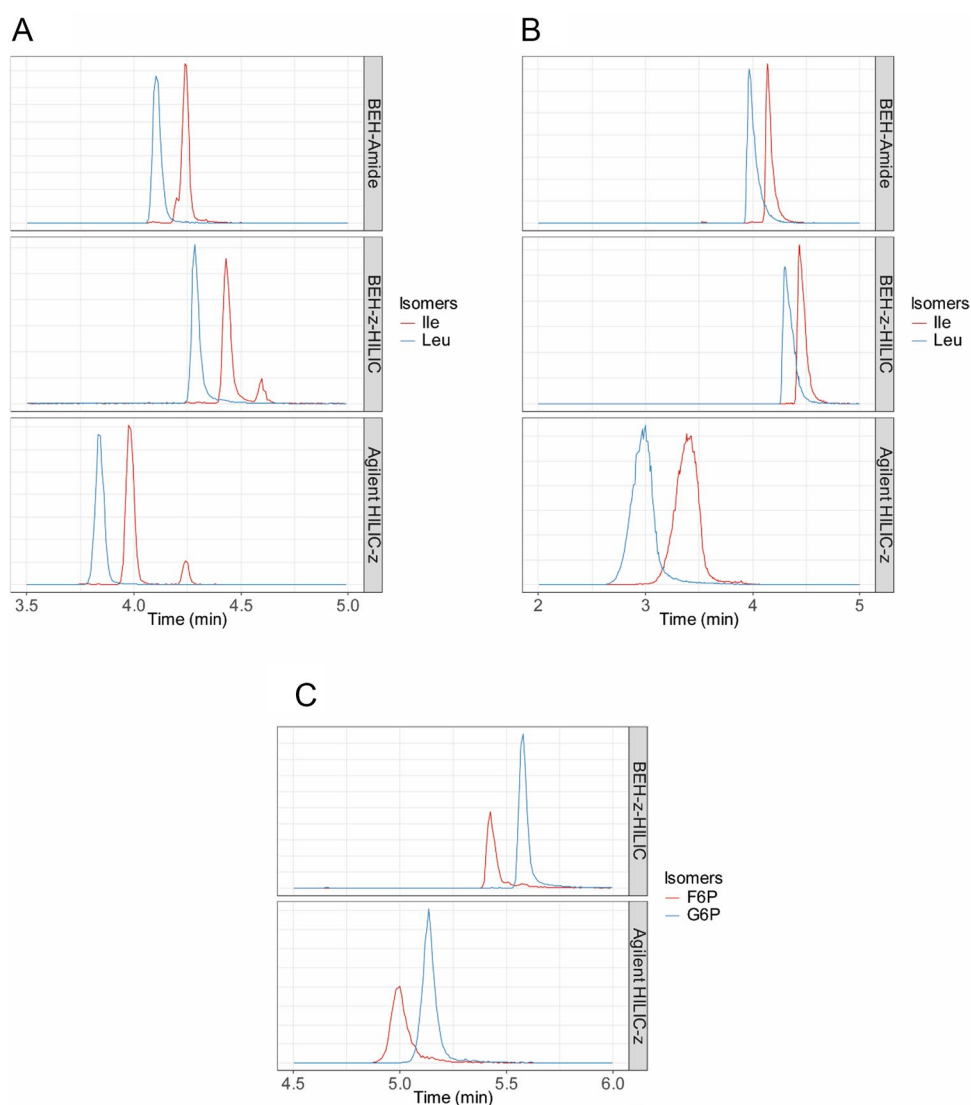 A
BEH-Amide
BEH-z-HILIC
Agilent HILIC-z
3.5 4.0 4.5 5.0
Time (min)
Isomers
Ile
Leu
B
BEH-Amide
BEH-z-HILIC
Agilent HILIC-z
2 3 4 5
Time (min)
Isomers
Ile
Leu
C
BEH-z-HILIC
Agilent HILIC-z
4.5 5.0 5.5 6.0
Time (min)
Isomers
F6P
G6P